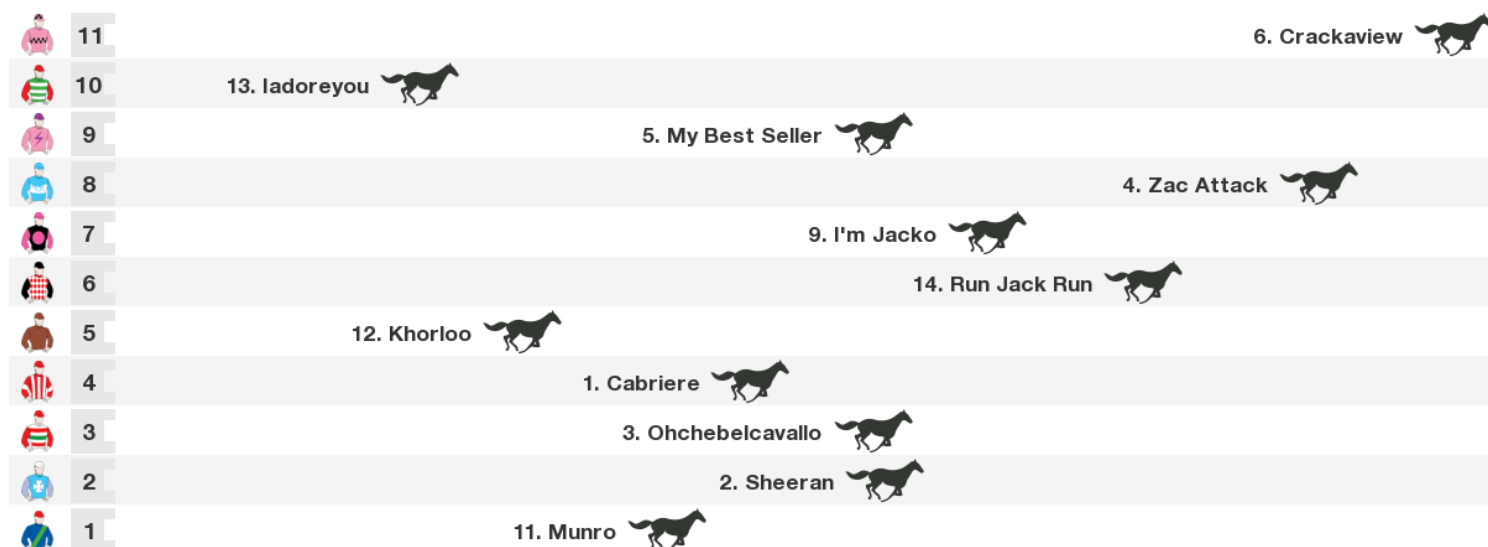 11 6. Crackaview
10 13. Iadoreyou
9 5. My Best Seller
8 4. Zac Attack
7 9. I'm Jacko
6 14. Run Jack Run
5 12. Khorloo
4 1. Cabriere
3 3. Ohchebelcavallo
2 2. Sheeran
1 11. Munro